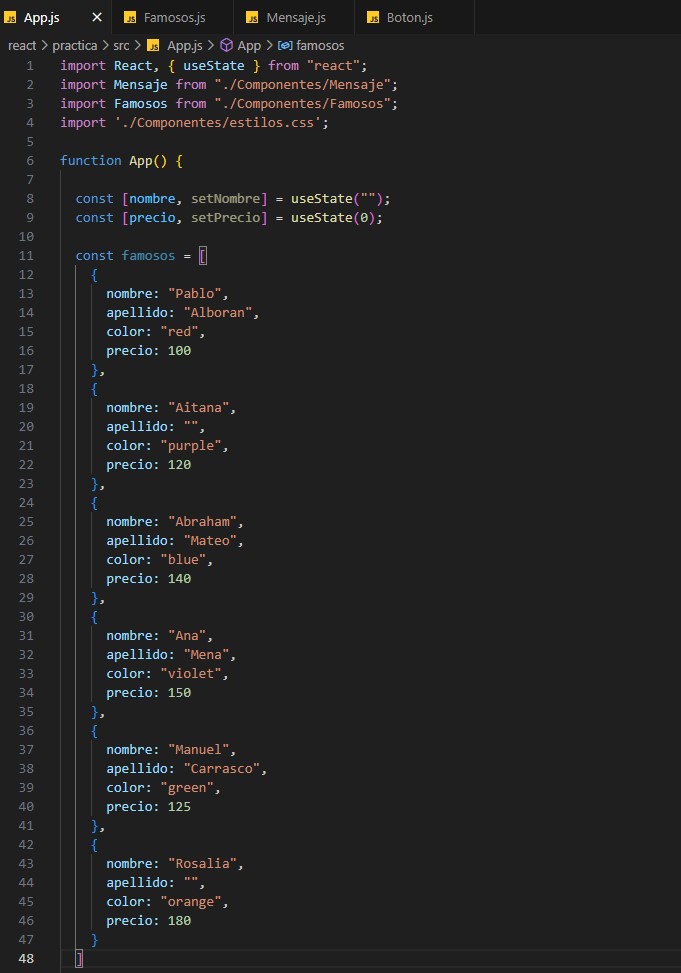 JS App.js × JS Famosos.js JS Mensaje.js JS Boton.js
react > practica > src > JS App.js > App > famosos
1 import React, { useState } from "react";
2 import Mensaje from "./Componentes/Mensaje";
3 import Famosos from "./Componentes/Famosos";
4 import './Componentes/estilos.css';
5
6 function App() {
7
8 const [nombre, setNombre] = useState("");
9 const [precio, setPrecio] = useState(0);
10
11 const famosos = [
12 {
13 nombre: "Pablo",
14 apellido: "Alboran",
15 color: "red",
16 precio: 100
17 },
18 {
19 nombre: "Aitana",
20 apellido: "",
21 color: "purple",
22 precio: 120
23 },
24 {
25 nombre: "Abraham",
26 apellido: "Mateo",
27 color: "blue",
28 precio: 140
29 },
30 {
31 nombre: "Ana",
32 apellido: "Mena",
33 color: "violet",
34 precio: 150
35 },
36 {
37 nombre: "Manuel",
38 apellido: "Carrasco",
39 color: "green",
40 precio: 125
41 },
42 {
43 nombre: "Rosalia",
44 apellido: "",
45 color: "orange",
46 precio: 180
47 }
48 ]